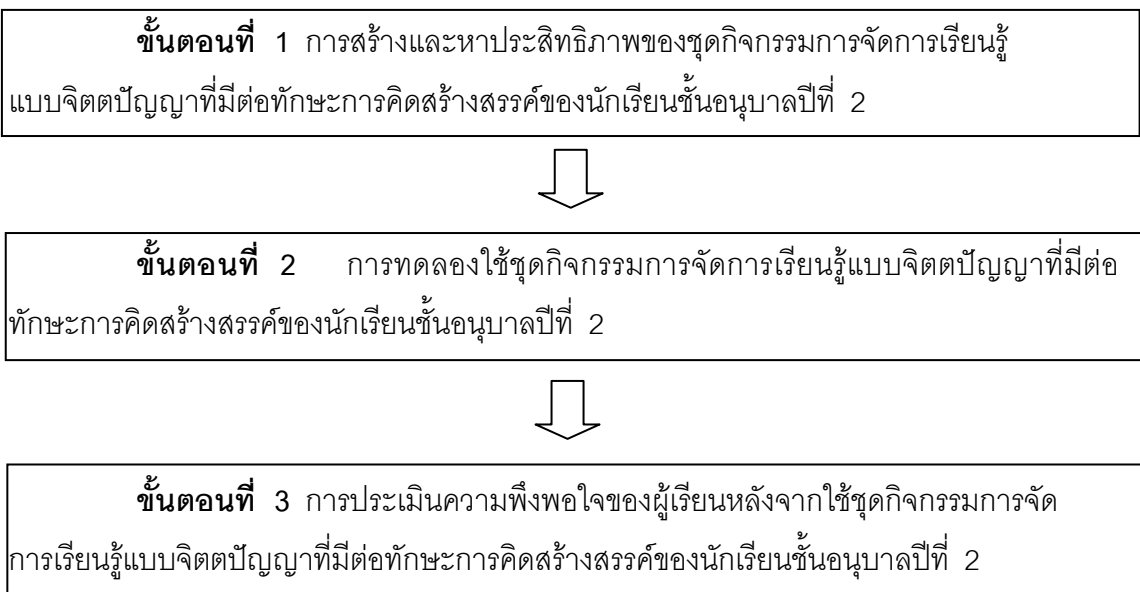 ขั้นตอนที่ 1 การสร้างและหาประสิทธิภาพของชุดกิจกรรมการจัดการเรียนรู้
แบบจิตตปัญญาที่มีต่อทักษะการคิดสร้างสรรค์ของนักเรียนชั้นอนุบาลปีที่ 2
ขั้นตอนที่ 2 การทดลองใช้ชุดกิจกรรมการจัดการเรียนรู้แบบจิตตปัญญาที่มีต่อ
ทักษะการคิดสร้างสรรค์ของนักเรียนชั้นอนุบาลปีที่ 2
ขั้นตอนที่ 3 การประเมินความพึงพอใจของผู้เรียนหลังจากใช้ชุดกิจกรรมการจัด
การเรียนรู้แบบจิตตปัญญาที่มีต่อทักษะการคิดสร้างสรรค์ของนักเรียนชั้นอนุบาลปีที่ 2